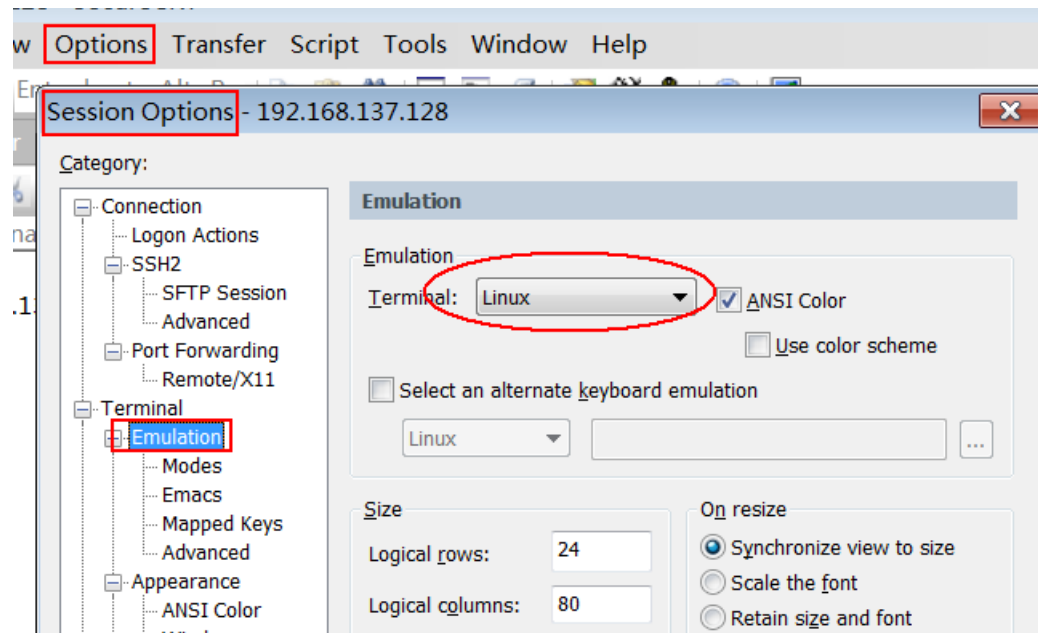 Options Transfer Script Tools Window Help
Session Options - 192.168.137.128
Category:
Connection
Logon Actions
SSH2
SFTP Session
Advanced
Port Forwarding
Remote/X11
Terminal
Emulation
Modes
Emacs
Mapped Keys
Advanced
Appearance
ANSI Color
Emulation
Emulation
Terminal: Linux ANSI Color
Use color scheme
Select an alternate keyboard emulation
Linux ...
Size
Logical rows: 24
Logical columns: 80
On resize
Synchronize view to size
Scale the font
Retain size and font